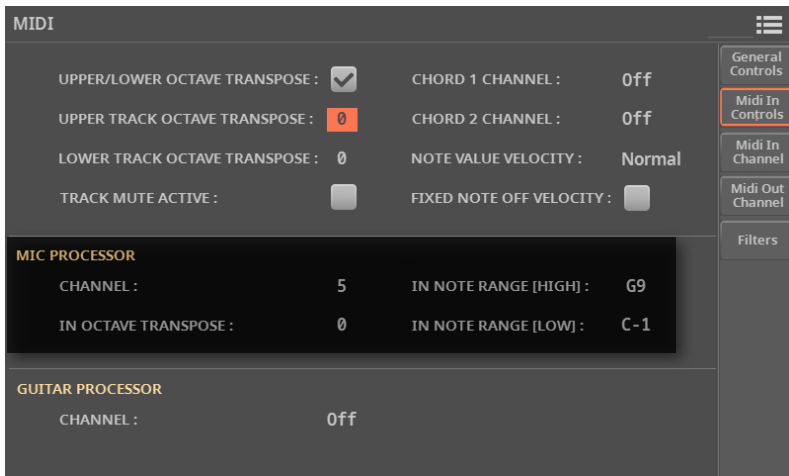 MIDI
UPPER/LOWER OCTAVE TRANSPOSE :
CHORD 1 CHANNEL : Off
UPPER TRACK OCTAVE TRANSPOSE : 0
CHORD 2 CHANNEL : Off
LOWER TRACK OCTAVE TRANSPOSE : 0
NOTE VALUE VELOCITY : Normal
TRACK MUTE ACTIVE :
FIXED NOTE OFF VELOCITY :
MIC PROCESSOR
CHANNEL : 5
IN NOTE RANGE [HIGH] : G9
IN OCTAVE TRANSPOSE : 0
IN NOTE RANGE [LOW] : C-1
GUITAR PROCESSOR
CHANNEL : Off
General
Controls
Midi In
Controls
Midi In
Channel
Midi Out
Channel
Filters